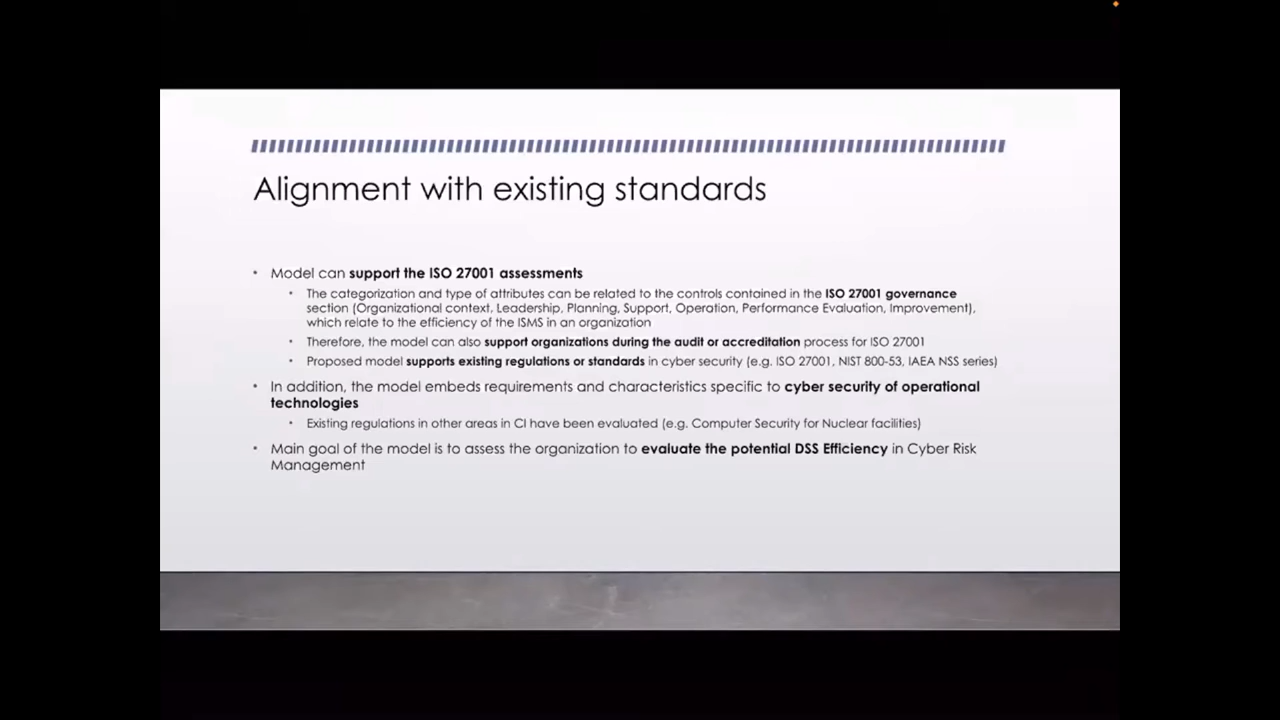 Alignment with existing standards
• Model can support the ISO 27001 assessments
• The categorization and type of attributes can be related to the controls contained in the ISO 27001 governance
section (Organizational context, Leadership, Planning, Support, Operation, Performance Evaluation, Improvement),
which relate to the efficiency of the ISMS in an organization
• Therefore, the model can also support organizations during the audit or accreditation process for ISO 27001
• Proposed model supports existing regulations or standards in cyber security (e.g. ISO 27001, NIST 800-53, IAEA NSS series)
• In addition, the model embeds requirements and characteristics specific to cyber security of operational
technologies
• Existing regulations in other areas in CI have been evaluated (e.g. Computer Security for Nuclear facilities)
• Main goal of the model is to assess the organization to evaluate the potential DSS Efficiency in Cyber Risk
Management